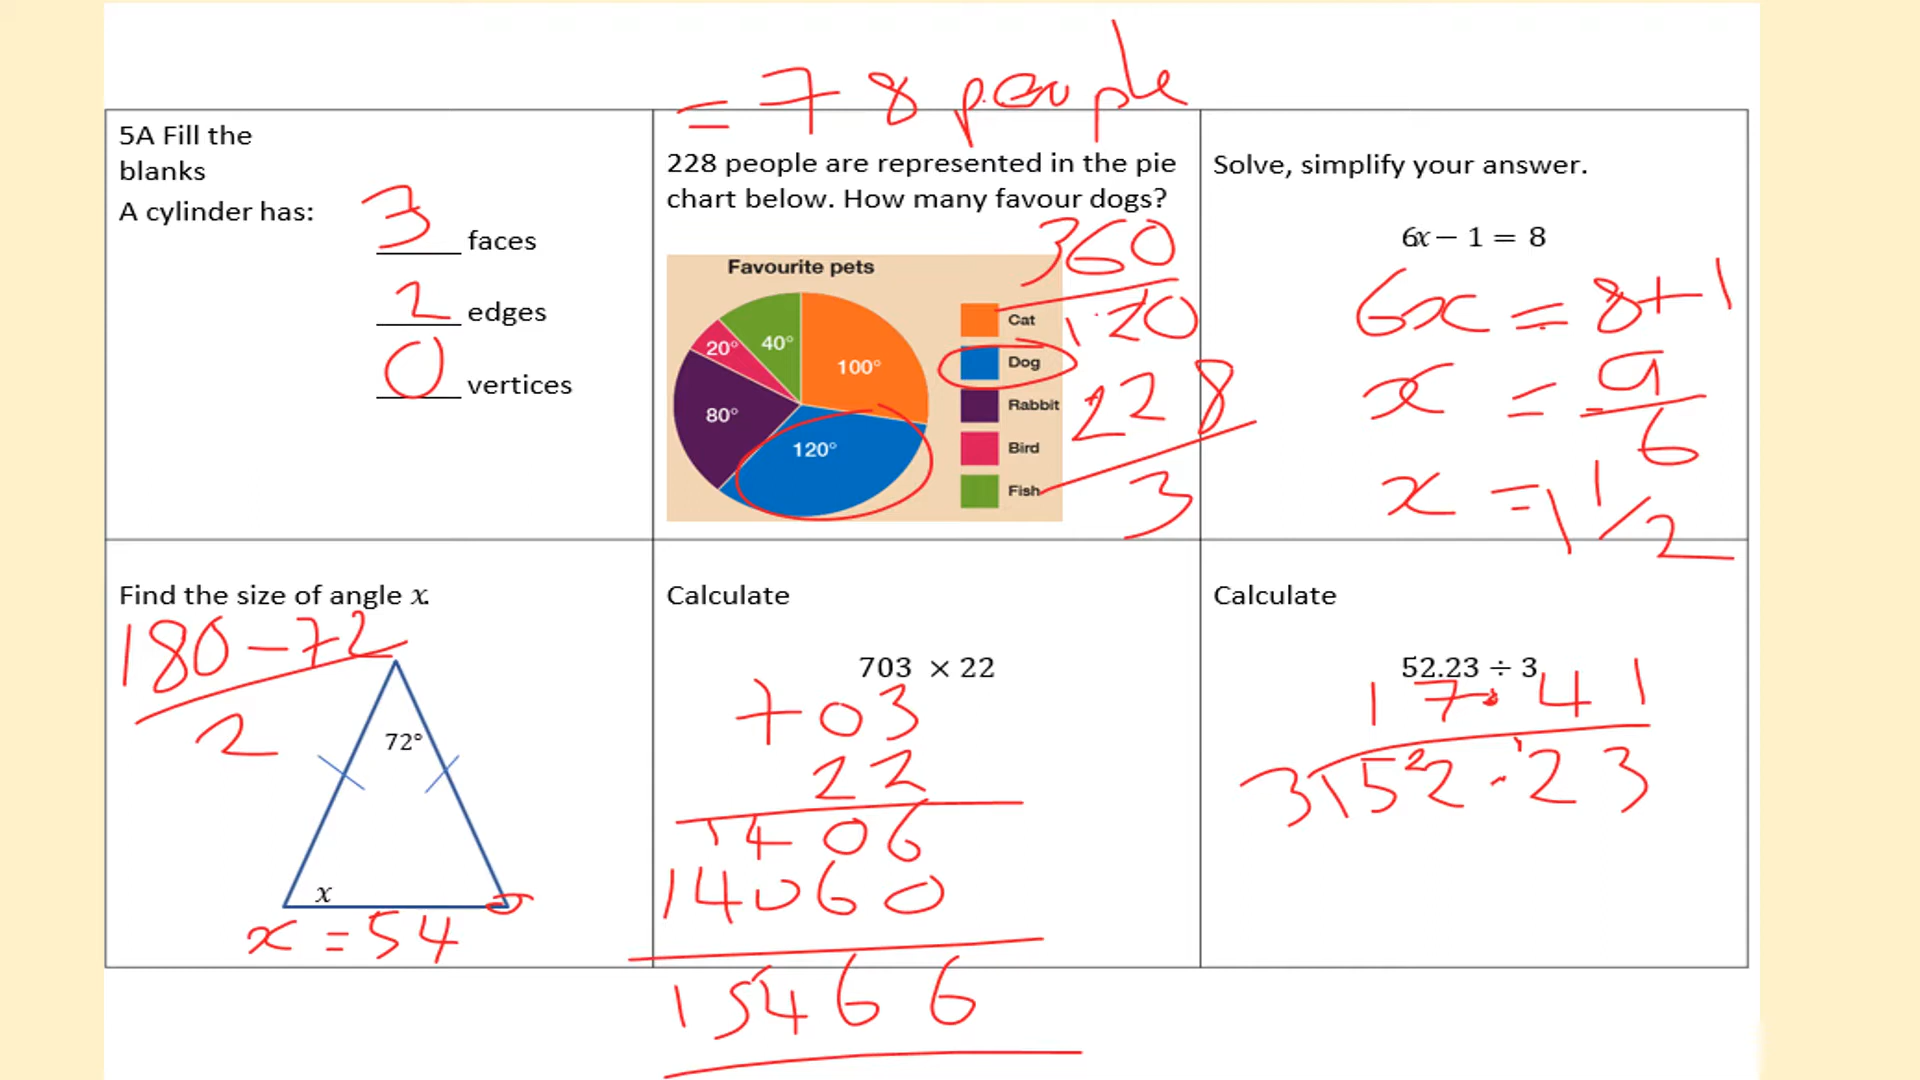 = 78 people
5A Fill the
blanks
A cylinder has:
3 faces
2 edges
0 vertices
228 people are represented in the pie
chart below. How many favour dogs?
Favourite pets
100°
120°
80°
20°
40°
Cat
Dog
Rabbit
Bird
Fish
360
120
228
3
Solve, simplify your answer.
6x − 1 = 8
6x = 8+1
x = 9
6
x = 1 1/2
Find the size of angle x.
180 - 72
2
72°
x
x = 54
Calculate
703 × 22
703
22
1406
14060
15466
Calculate
52.23 ÷ 3
17.41
3 52 2.1 23